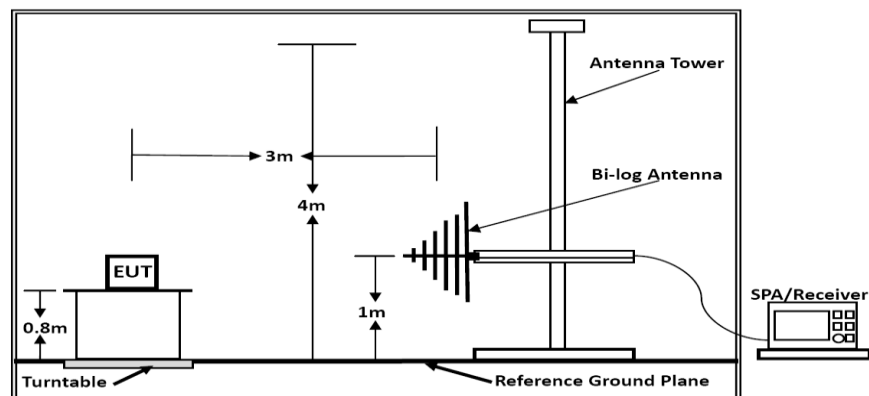 Antenna Tower
3m
Bi-log Antenna
4m
EUT
SPA/Receiver
0.8m
1m
Turntable
Reference Ground Plane